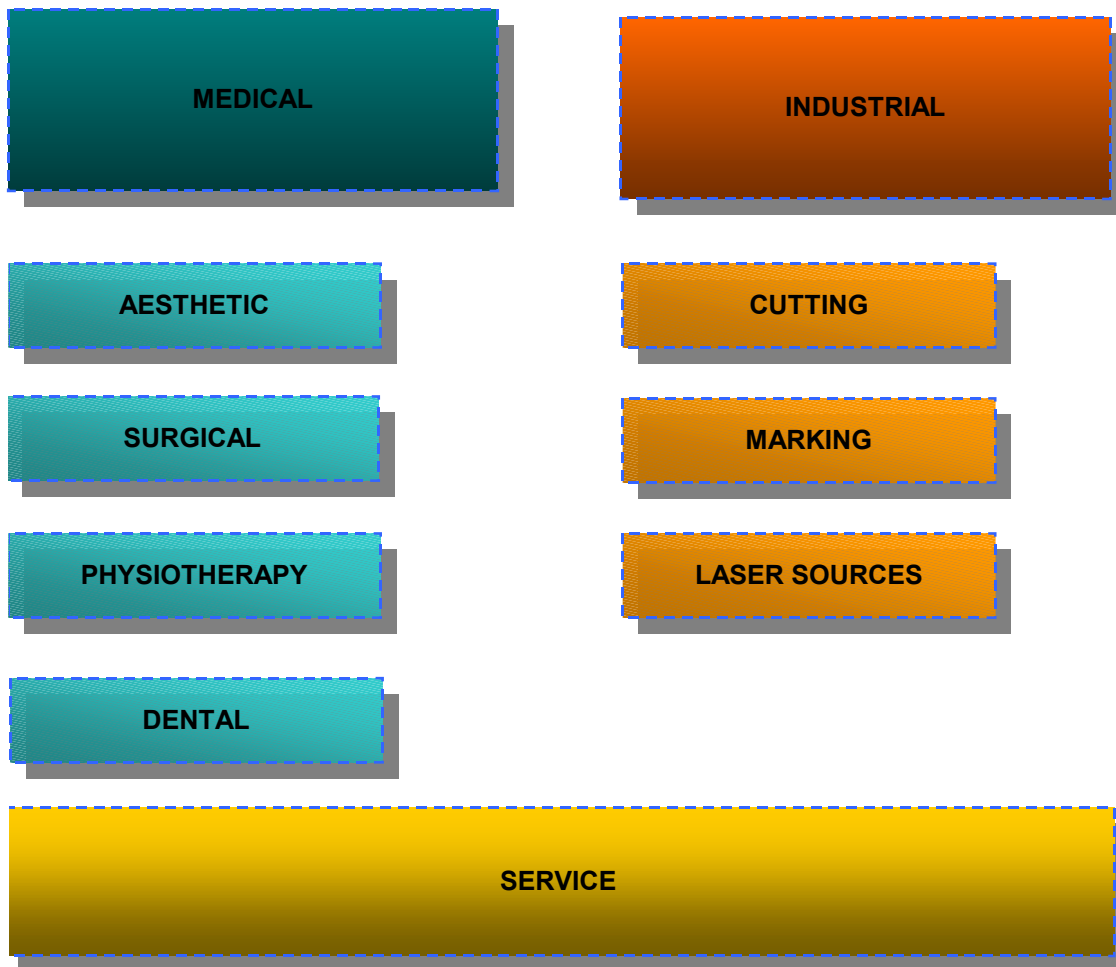 MEDICAL
INDUSTRIAL
AESTHETIC
CUTTING
SURGICAL
MARKING
PHYSIOTHERAPY
LASER SOURCES
DENTAL
SERVICE